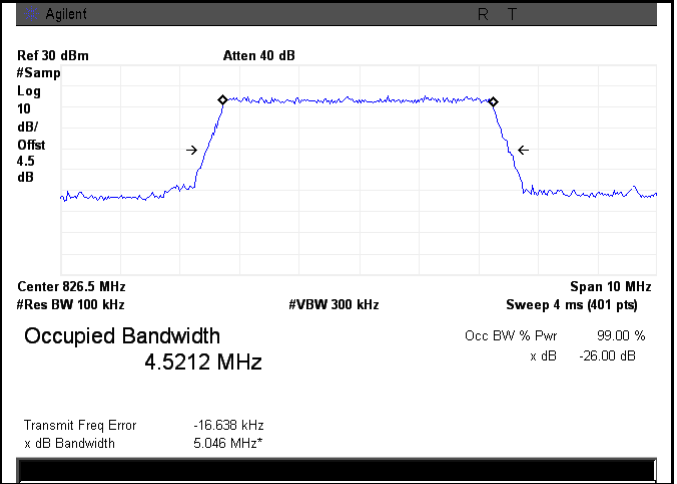 Agilent R T
Ref 30 dBm Atten 40 dB
#Samp
Log
10
dB/
Offst
4.5
dB
Center 826.5 MHz Span 10 MHz
#Res BW 100 kHz #VBW 300 kHz Sweep 4 ms (401 pts)
Occupied Bandwidth Occ BW % Pwr 99.00 %
4.5212 MHz x dB -26.00 dB
Transmit Freq Error -16.638 kHz
x dB Bandwidth 5.046 MHz*